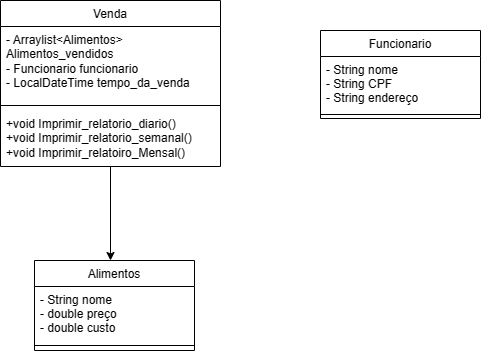 Venda
- Arraylist<Alimentos>
Alimentos_vendidos
- Funcionario funcionario
- LocalDateTime tempo_da_venda
+void Imprimir_relatorio_diario()
+void Imprimir_relatorio_semanal()
+void Imprimir_relatoiro_Mensal()
Funcionario
- String nome
- String CPF
- String endereço
Alimentos
- String nome
- double preço
- double custo